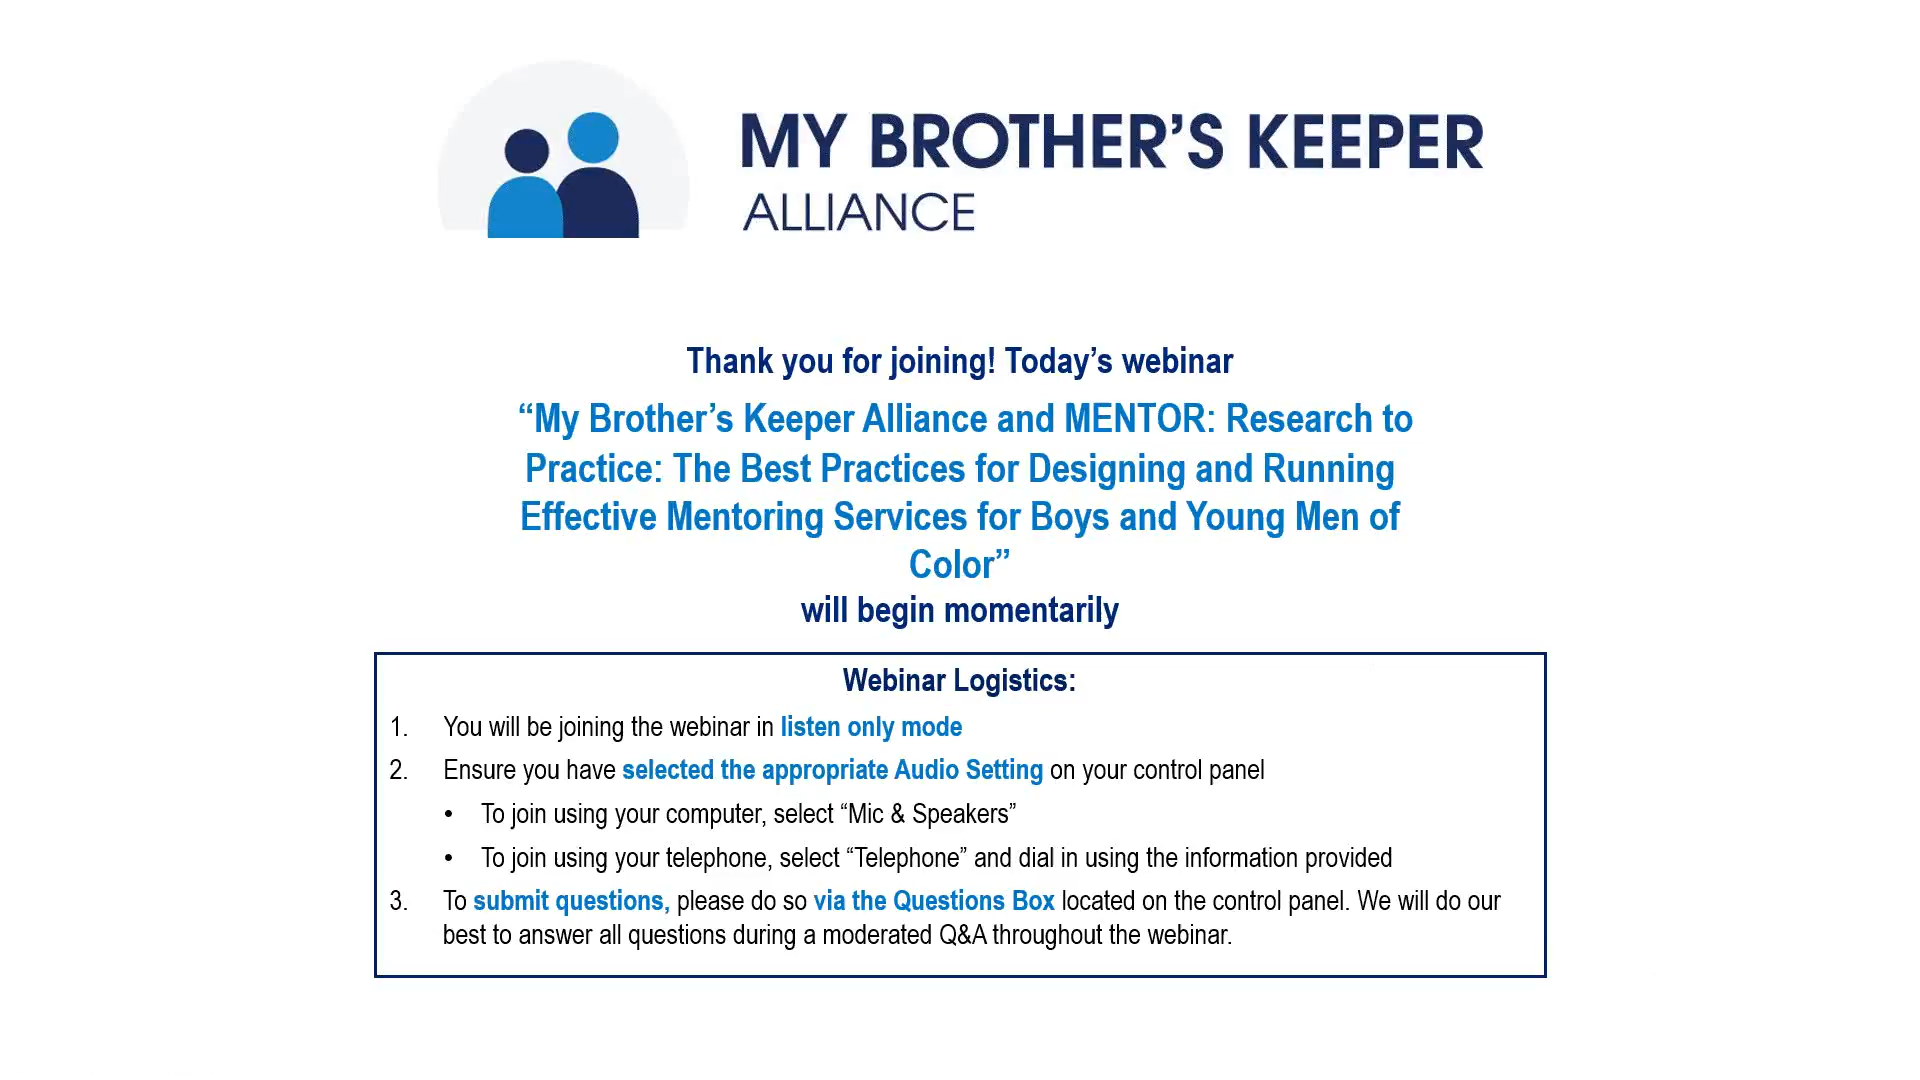 MY BROTHER’S KEEPER
ALLIANCE
Thank you for joining! Today’s webinar
“My Brother’s Keeper Alliance and MENTOR: Research to
Practice: The Best Practices for Designing and Running
Effective Mentoring Services for Boys and Young Men of
Color”
will begin momentarily
Webinar Logistics:
1. You will be joining the webinar in listen only mode
2. Ensure you have selected the appropriate Audio Setting on your control panel
• To join using your computer, select “Mic & Speakers”
• To join using your telephone, select “Telephone” and dial in using the information provided
3. To submit questions, please do so via the Questions Box located on the control panel. We will do our
best to answer all questions during a moderated Q&A throughout the webinar.